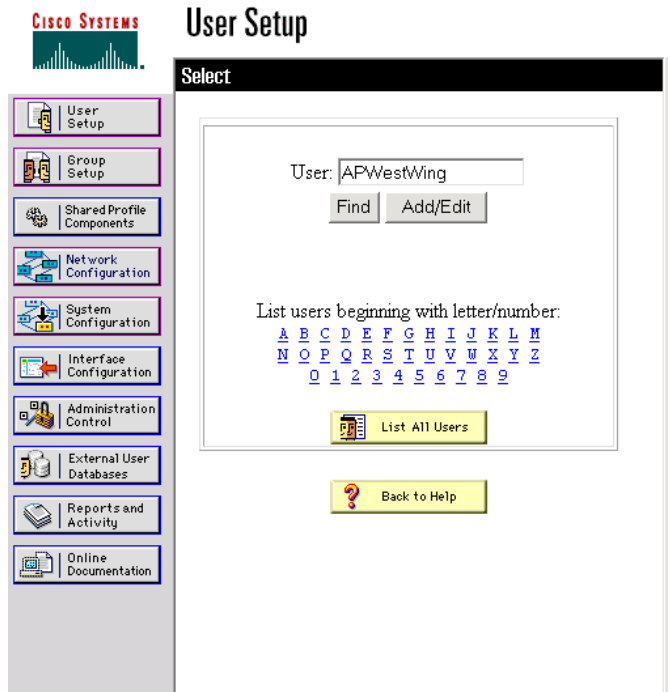 CISCO SYSTEMS
User Setup
Select
User Setup
Group Setup
Shared Profile Components
Network Configuration
System Configuration
Interface Configuration
Administration Control
External User Databases
Reports and Activity
Online Documentation
User: APWestWing
Find Add/Edit
List users beginning with letter/number:
A B C D E F G H I J K L M
N O P Q R S T U V W X Y Z
0 1 2 3 4 5 6 7 8 9
List All Users
Back to Help